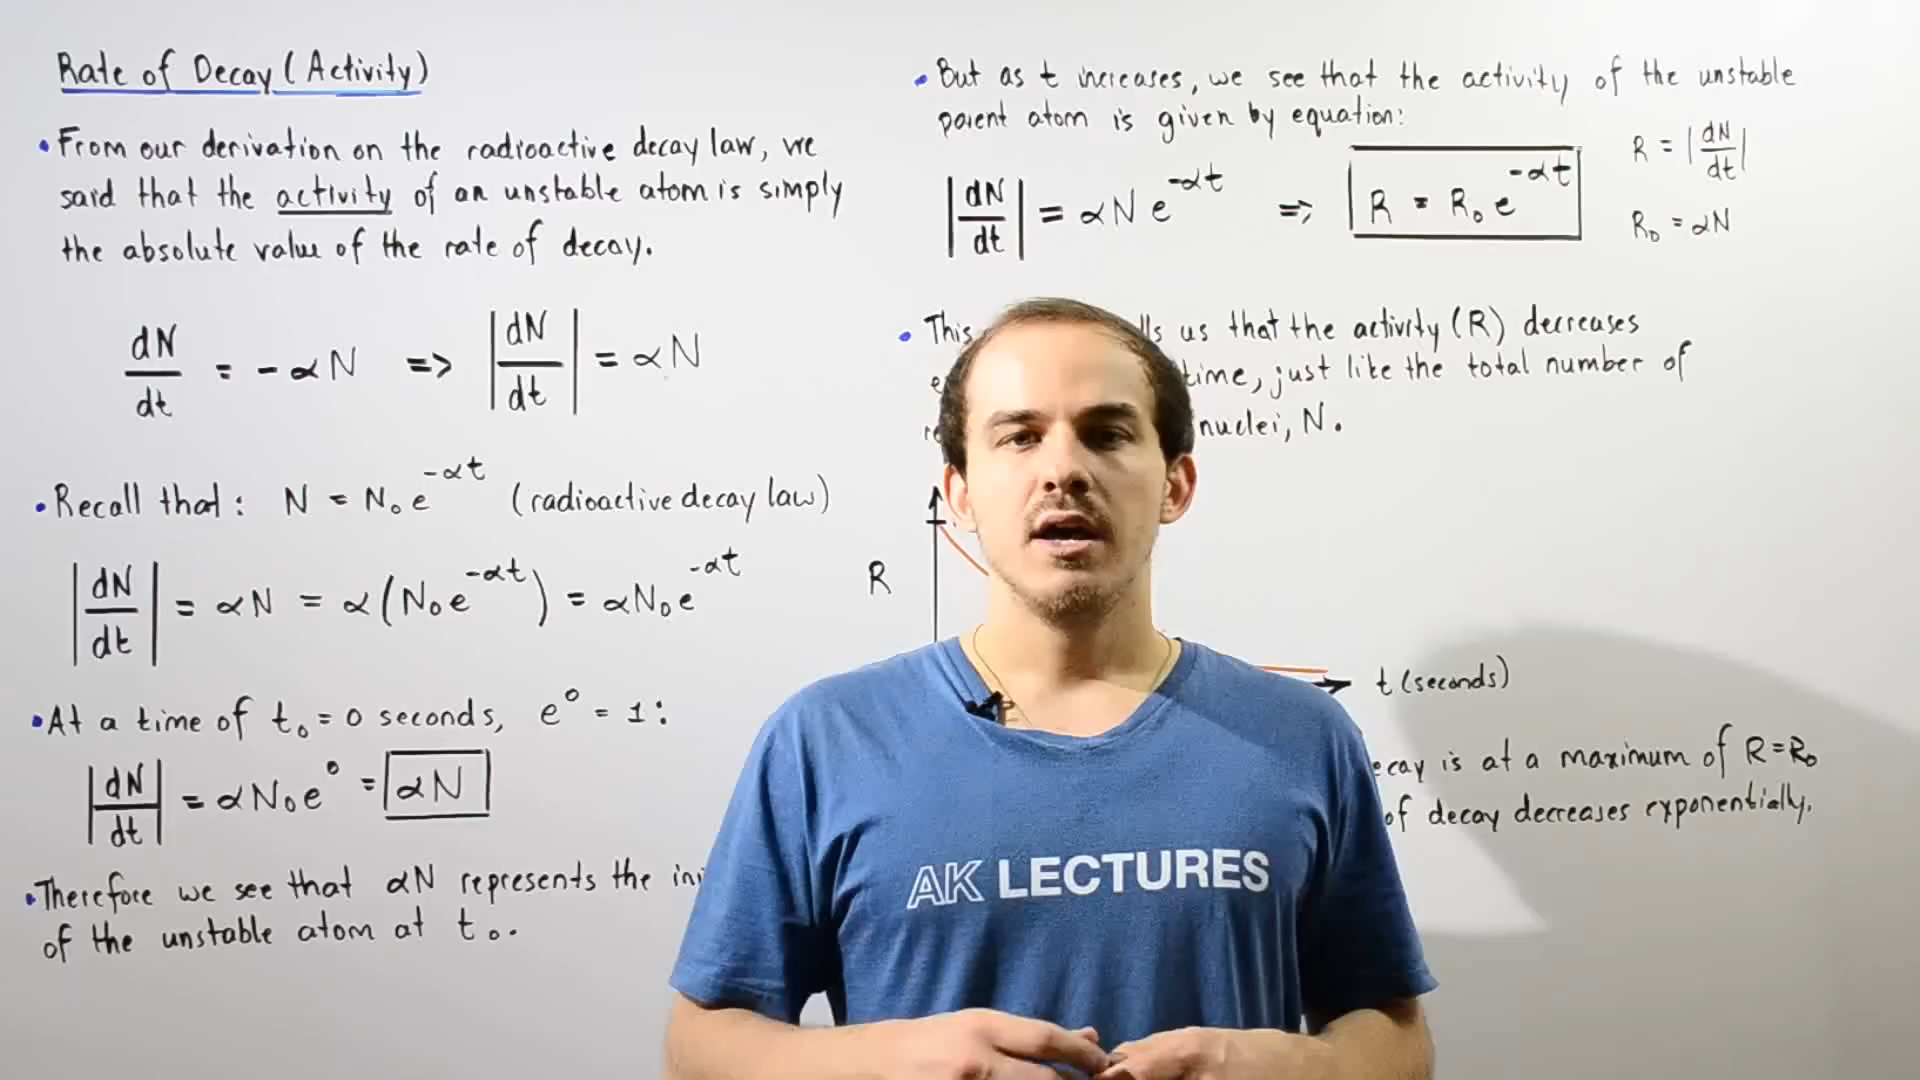 Rate of Decay (Activity)
• From our derivation on the radioactive decay law, we
said that the activity of an unstable atom is simply
the absolute value of the rate of decay.
dN/dt = -αN => |dN/dt| = αN
• Recall that: N = N₀e^-αt (radioactive decay law)
|dN/dt| = αN = α(N₀e^-αt) = αN₀e^-αt
• At a time of t₀ = 0 seconds, e⁰ = 1:
|dN/dt| = αN₀e⁰ = αN
• Therefore we see that αN represents the
of the unstable atom at t₀.
• But as t increases, we see that the activity of the unstable
parent atom is given by equation:
|dN/dt| = αNe^-αt => R = R₀e^-αt
R = |dN/dt|
R₀ = αN
• This us that the activity (R) decreases
time, just like the total number of
nuclei, N.
R
t (seconds)
is at a maximum of R=R₀
of decay decreases exponentially.
AK LECTURES